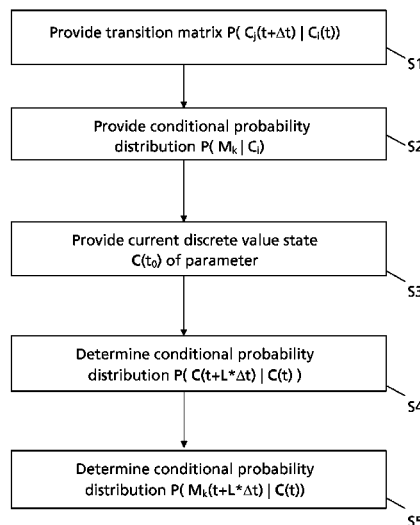 Provide transition matrix P( Cj(t+Δt) | Ci(t))
S1
Provide conditional probability
distribution P( Mk | Ci)
S2
Provide current discrete value state
C(t0) of parameter
S3
Determine conditional probability
distribution P( C(t+L*Δt) | C(t) )
S4
Determine conditional probability
distribution P( Mk(t+L*Δt) | C(t))
S5